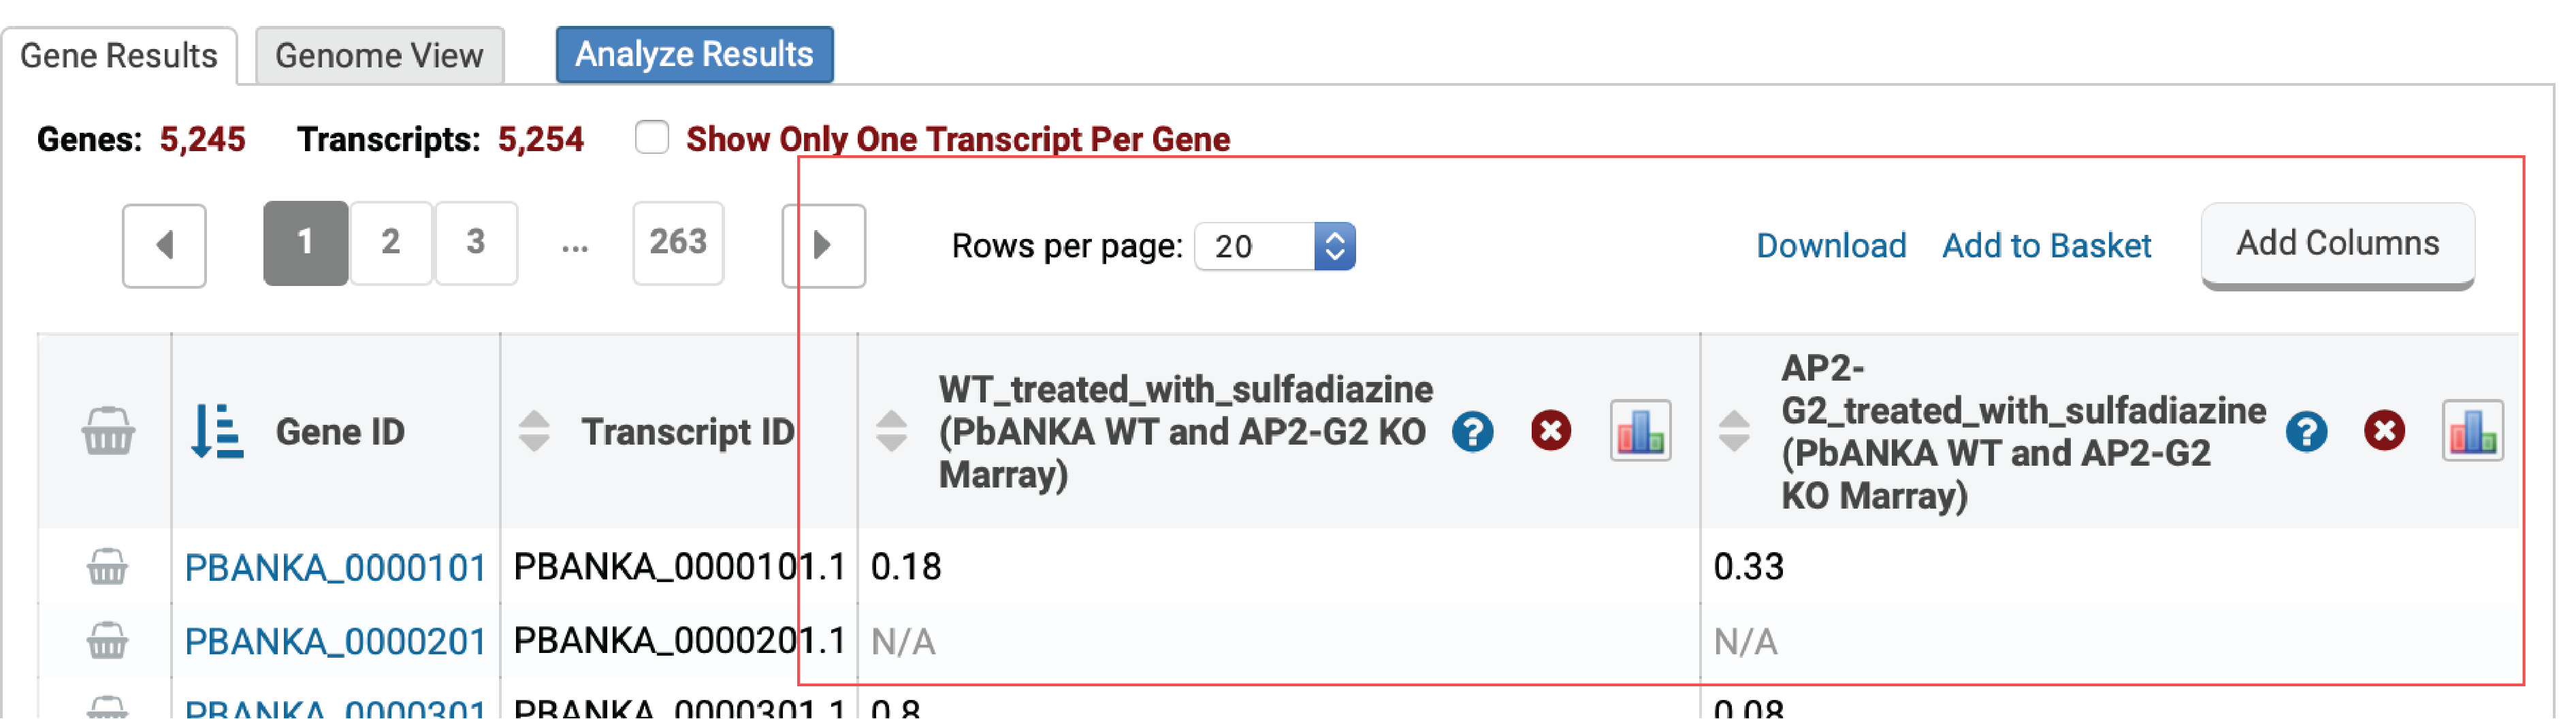 Gene Results Genome View Analyze Results
Genes: 5,245 Transcripts: 5,254 Show Only One Transcript Per Gene
1 2 3 ... 263 Rows per page: 20 Download Add to Basket Add Columns
Gene ID Transcript ID
WT_treated_with_sulfadiazine
(PbANKA WT and AP2-G2 KO
Marray)
AP2-
G2_treated_with_sulfadiazine
(PbANKA WT and AP2-G2
KO Marray)
PBANKA_0000101 PBANKA_0000101.1 0.18 0.33
PBANKA_0000201 PBANKA_0000201.1 N/A N/A
PBANKA_0000301 PBANKA_0000301.1 0.8 0.08